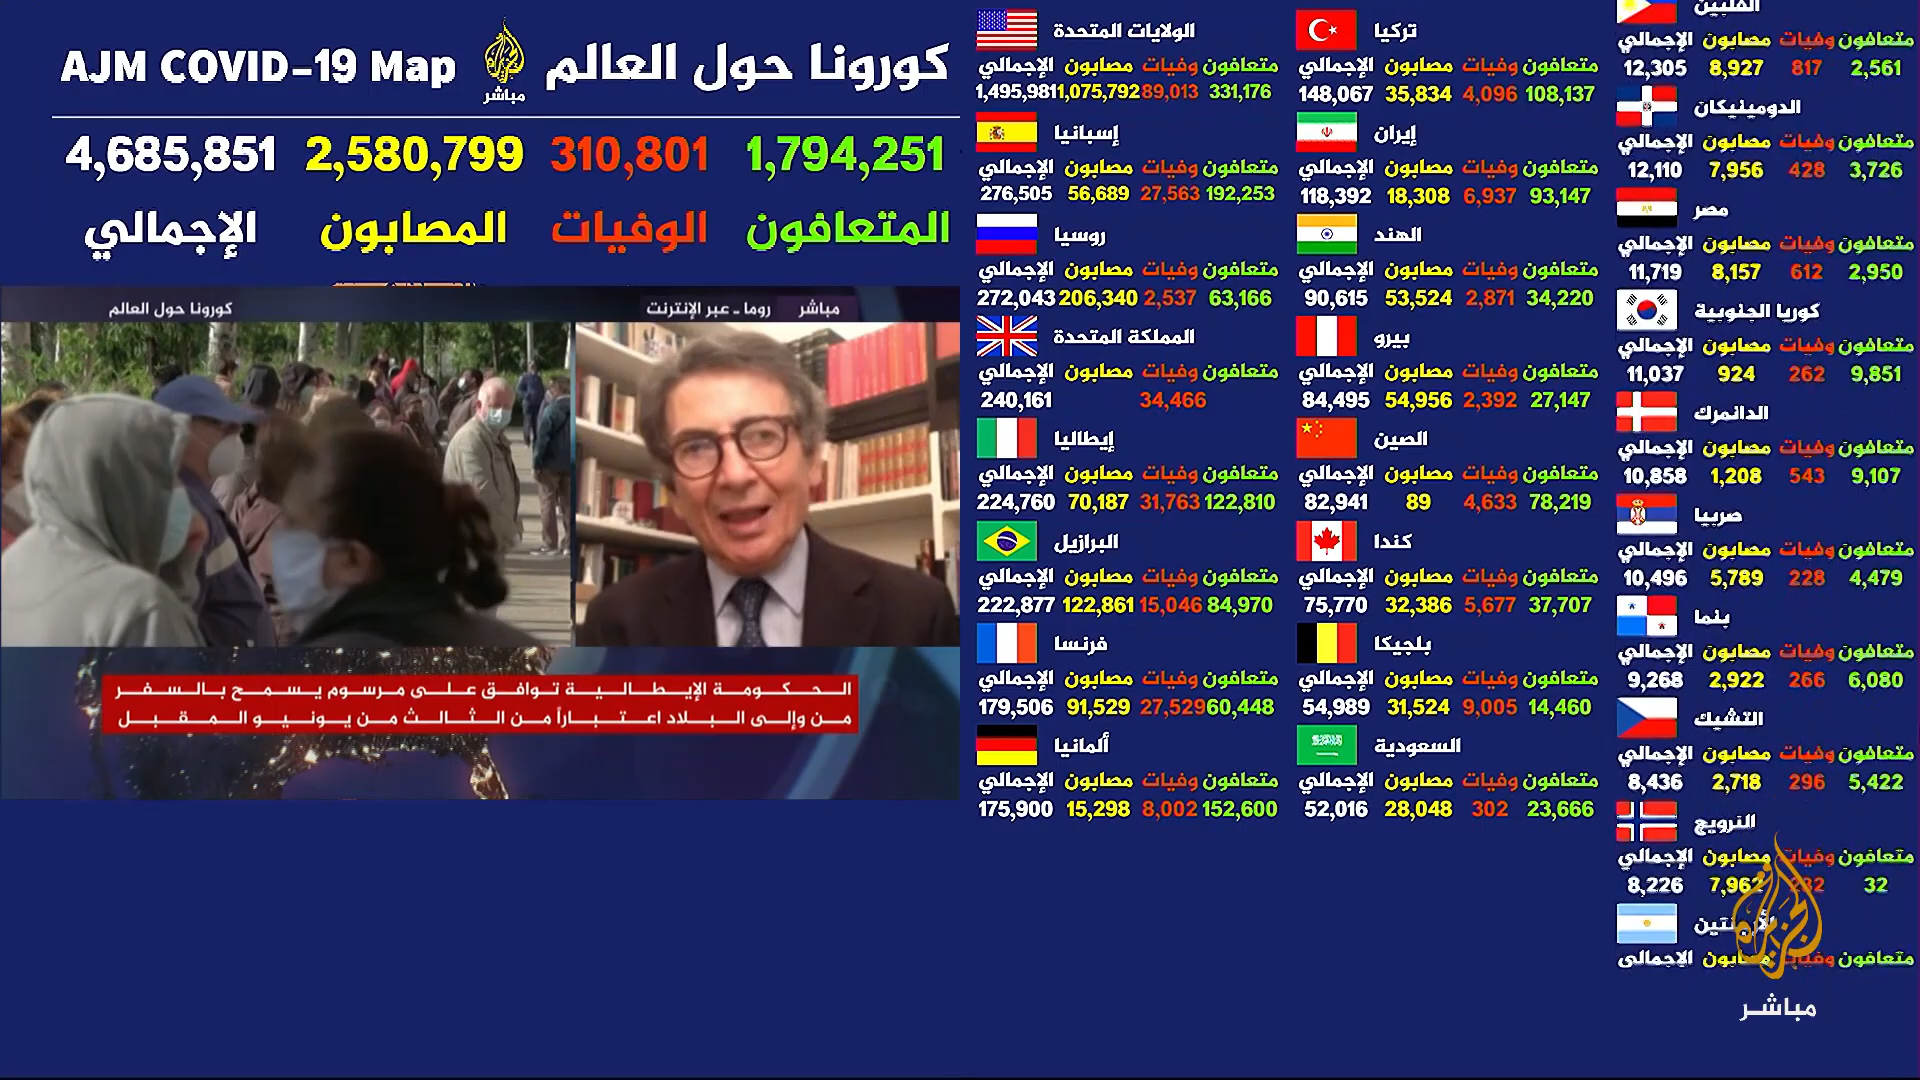 AJM COVID-19 Map مباشر كورونا حول العالم
4,685,851 2,580,799 310,801 1,794,251
الإجمالي المصابون الوفيات المتعافون
مباشر روما - عبر الإنترنت كورونا حول العالم
الحكومة الإيطالية توافق على مرسوم يسمح بالسفر
من وإلى البلاد اعتباراً من الثالث من يونيو المقبل
الولايات المتحدة
الإجمالي مصابون وفيات متعافون
1,495,981 1,075,792 89,013 331,176
إسبانيا
الإجمالي مصابون وفيات متعافون
276,505 56,689 27,563 192,253
روسيا
الإجمالي مصابون وفيات متعافون
272,043 206,340 2,537 63,166
المملكة المتحدة
الإجمالي مصابون وفيات متعافون
240,161 34,466
إيطاليا
الإجمالي مصابون وفيات متعافون
224,760 70,187 31,763 122,810
البرازيل
الإجمالي مصابون وفيات متعافون
222,877 122,861 15,046 84,970
فرنسا
الإجمالي مصابون وفيات متعافون
179,506 91,529 27,529 60,448
ألمانيا
الإجمالي مصابون وفيات متعافون
175,900 15,298 8,002 152,600
تركيا
الإجمالي مصابون وفيات متعافون
148,067 35,834 4,096 108,137
إيران
الإجمالي مصابون وفيات متعافون
118,392 18,308 6,937 93,147
الهند
الإجمالي مصابون وفيات متعافون
90,615 53,524 2,871 34,220
بيرو
الإجمالي مصابون وفيات متعافون
84,495 54,956 2,392 27,147
الصين
الإجمالي مصابون وفيات متعافون
82,941 89 4,633 78,219
كندا
الإجمالي مصابون وفيات متعافون
75,770 32,386 5,677 37,707
بلجيكا
الإجمالي مصابون وفيات متعافون
54,989 31,524 9,005 14,460
السعودية
الإجمالي مصابون وفيات متعافون
52,016 28,048 302 23,666
الفلبين
الإجمالي مصابون وفيات متعافون
12,305 8,927 817 2,561
الدومينيكان
الإجمالي مصابون وفيات متعافون
12,110 7,956 428 3,726
مصر
الإجمالي مصابون وفيات متعافون
11,719 8,157 612 2,950
كوريا الجنوبية
الإجمالي مصابون وفيات متعافون
11,037 924 262 9,851
الدانمرك
الإجمالي مصابون وفيات متعافون
10,858 1,208 543 9,107
صربيا
الإجمالي مصابون وفيات متعافون
10,496 5,789 228 4,479
بنما
الإجمالي مصابون وفيات متعافون
9,268 2,922 266 6,080
التشيك
الإجمالي مصابون وفيات متعافون
8,436 2,718 296 5,422
النرويج
الإجمالي مصابون وفيات متعافون
8,226 7,962 232 32
الأرجنتين
الإجمالي مصابون وفيات متعافون
مباشر